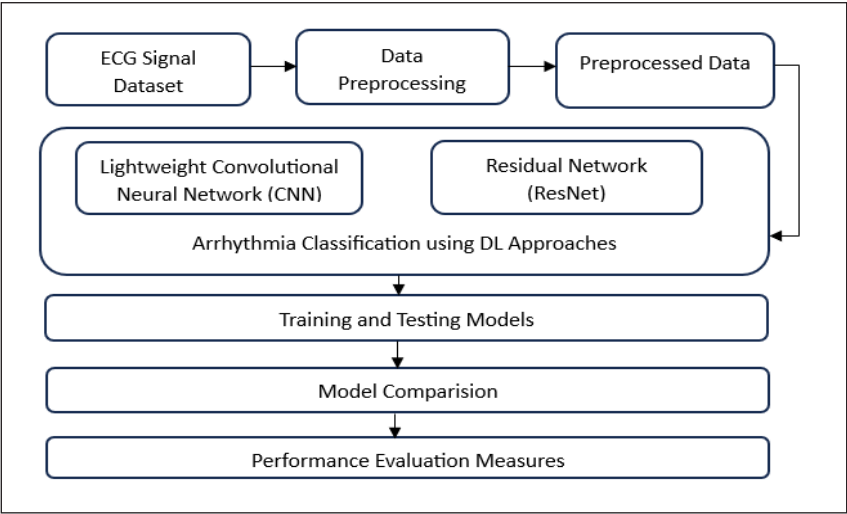 ECG Signal
Dataset
Data
Preprocessing
Preprocessed Data
Lightweight Convolutional
Neural Network (CNN)
Residual Network
(ResNet)
Arrhythmia Classification using DL Approaches
Training and Testing Models
Model Comparision
Performance Evaluation Measures